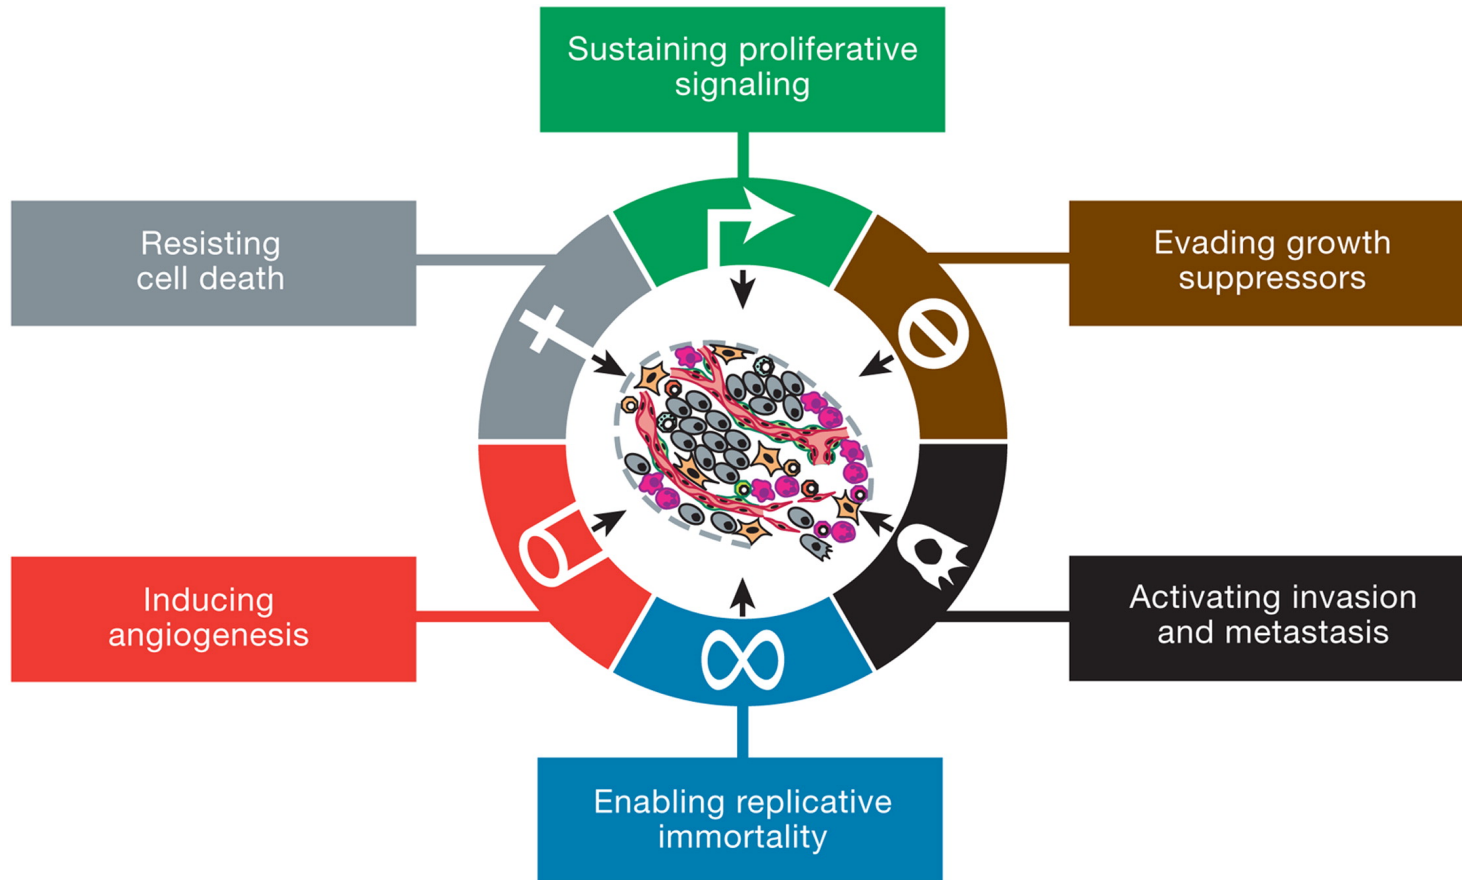 Sustaining proliferative
signaling
Resisting
cell death
Evading growth
suppressors
Inducing
angiogenesis
Activating invasion
and metastasis
Enabling replicative
immortality